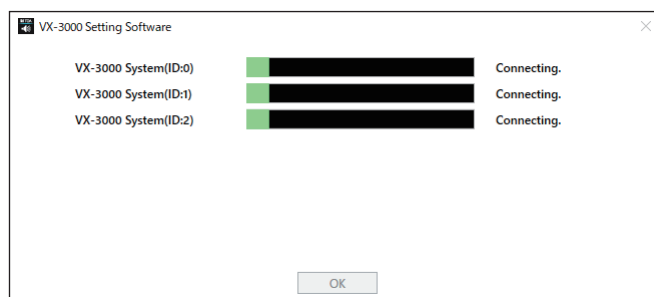 VX-3000 Setting Software
VX-3000 System(ID:0) Connecting.
VX-3000 System(ID:1) Connecting.
VX-3000 System(ID:2) Connecting.
OK